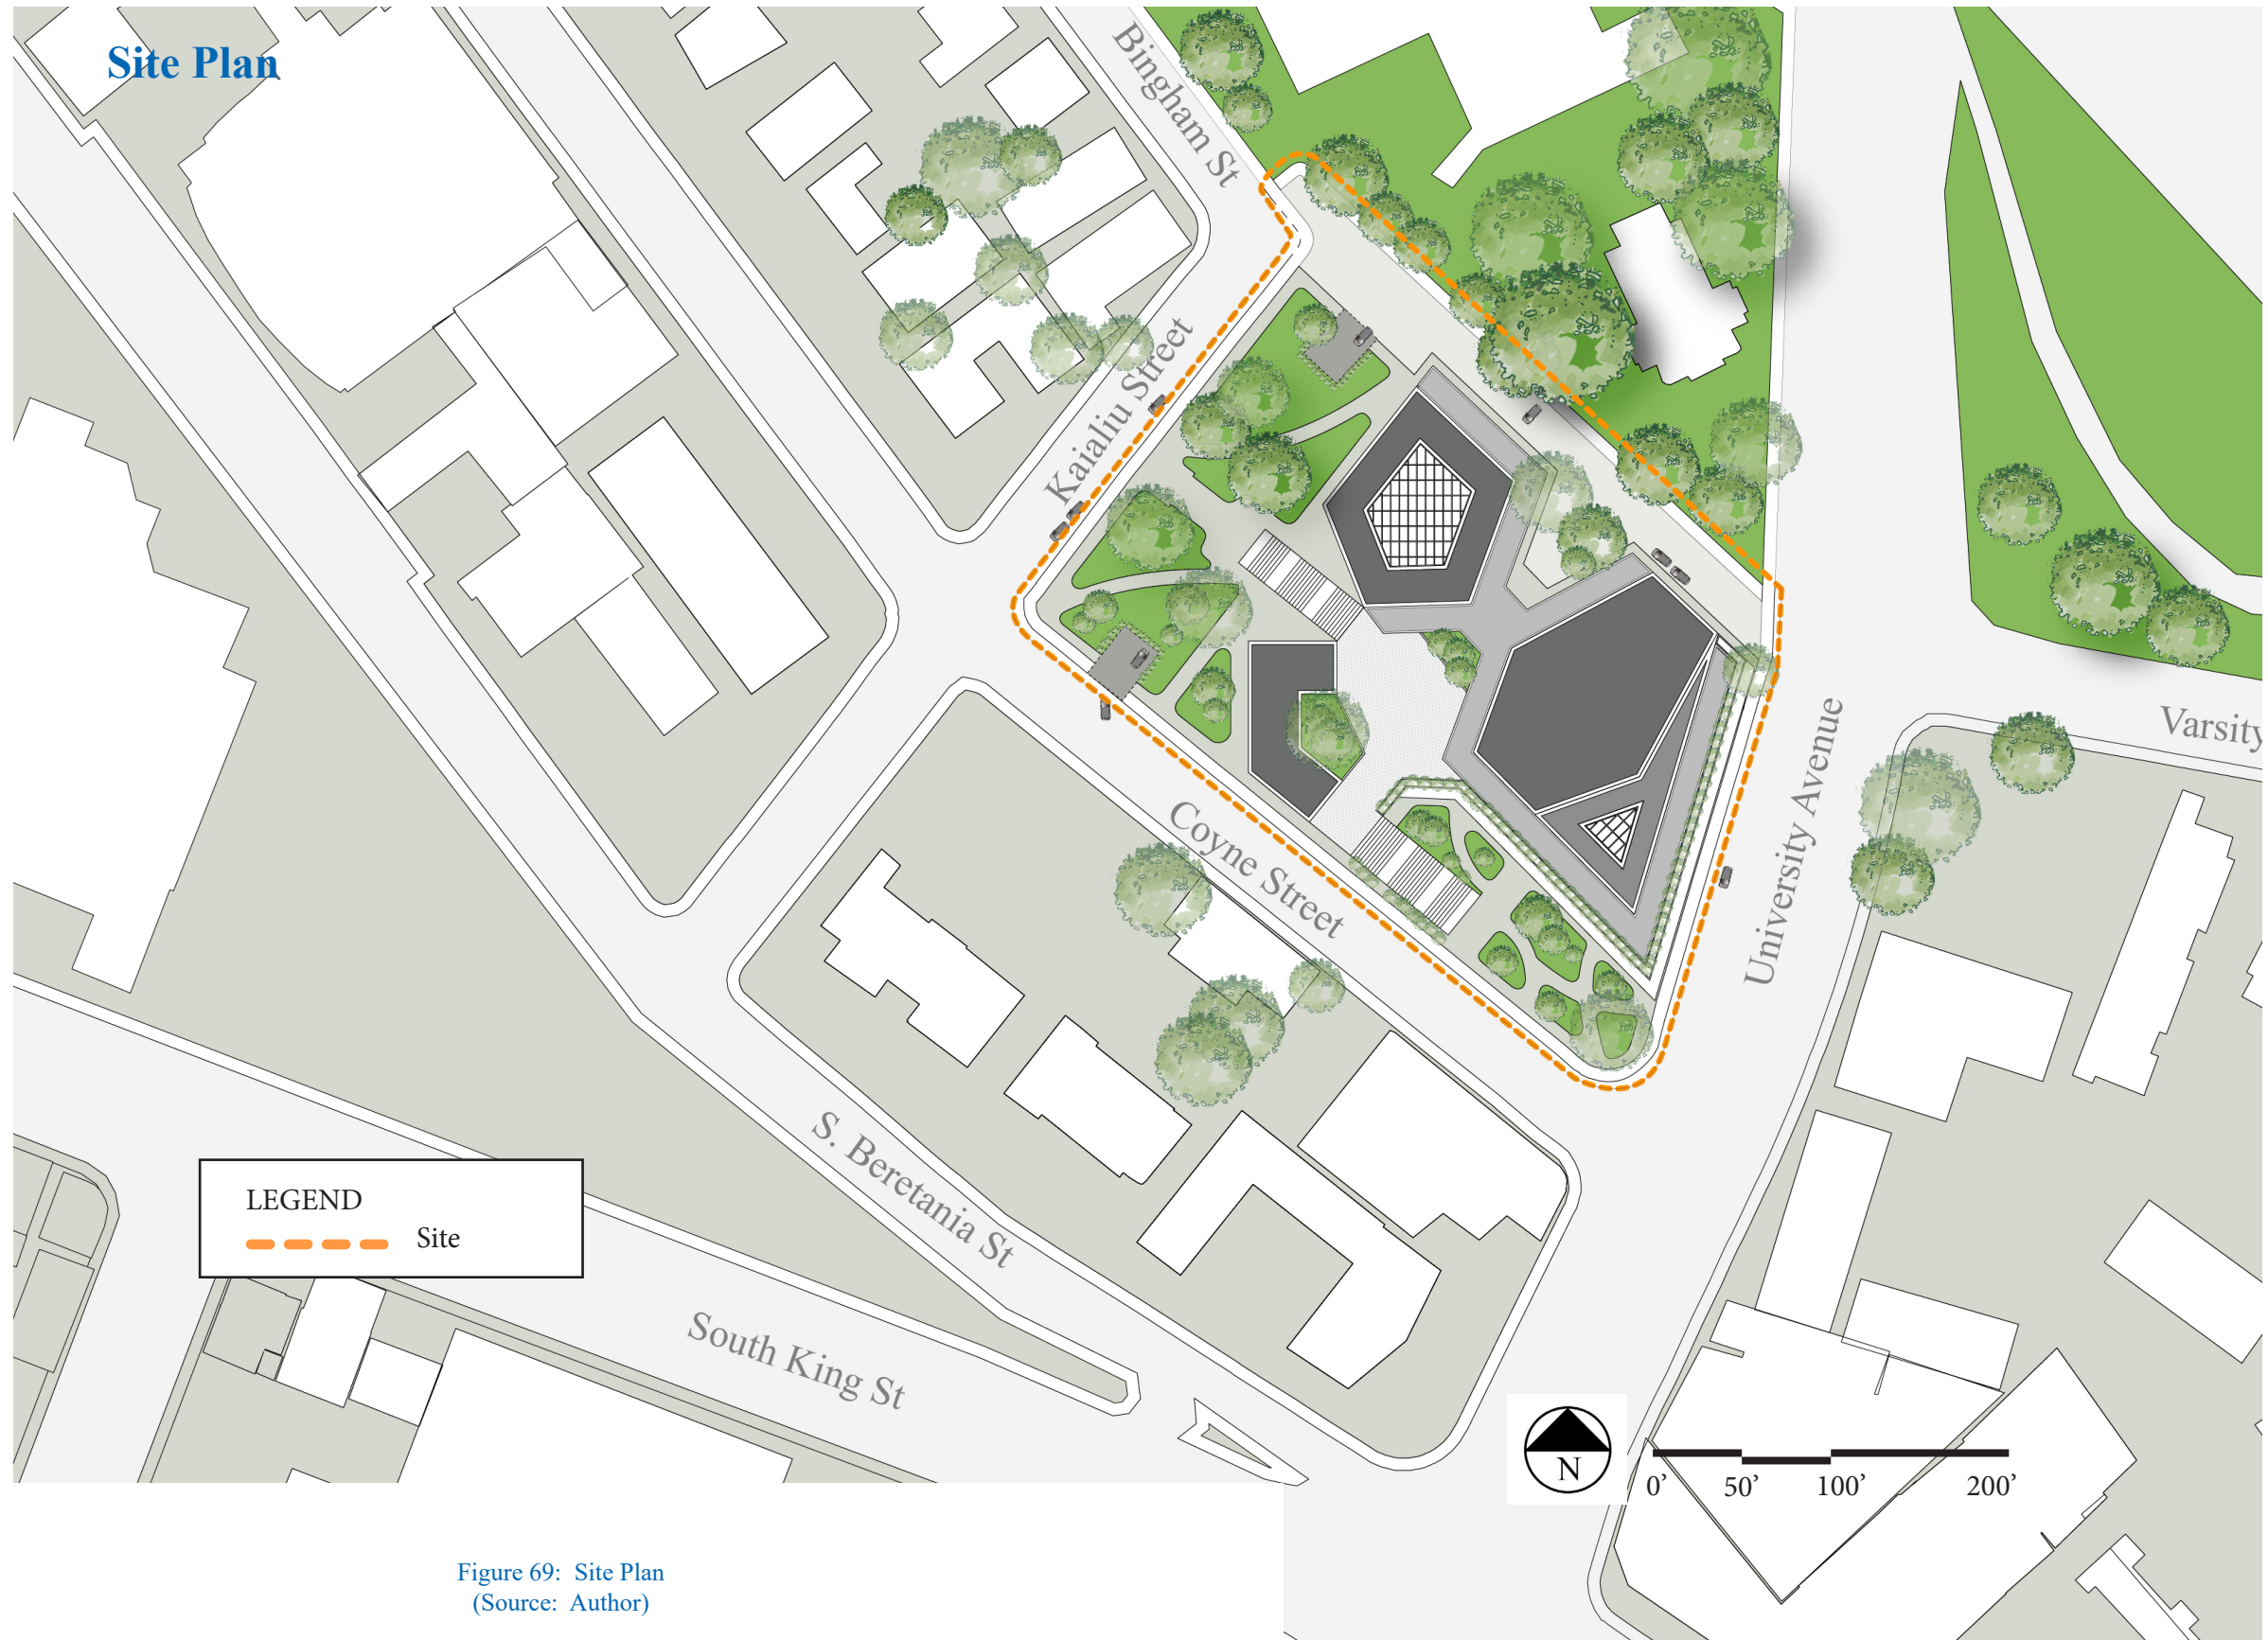 Site Plan
Bingham St
Kaialiu Street
Varsity
University Avenue
Coyne Street
S. Beretania St
LEGEND
Site
South King St
N
0’ 50’ 100’ 200’
Figure 69: Site Plan
(Source: Author)